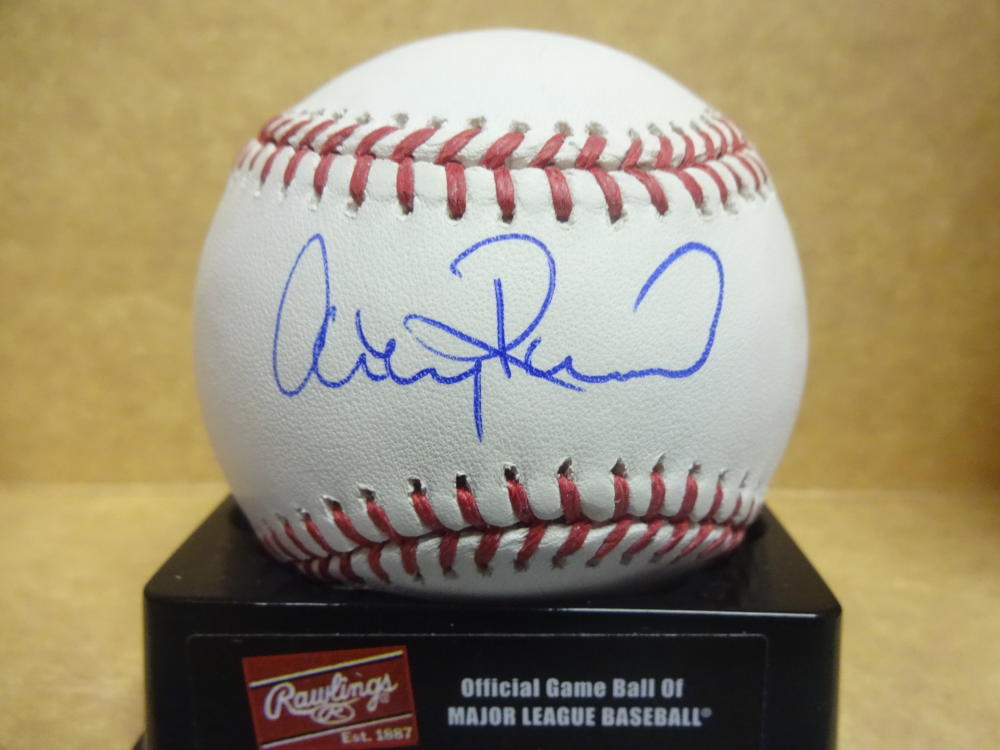 Rawlings
Est. 1887
Official Game Ball Of
MAJOR LEAGUE BASEBALL®